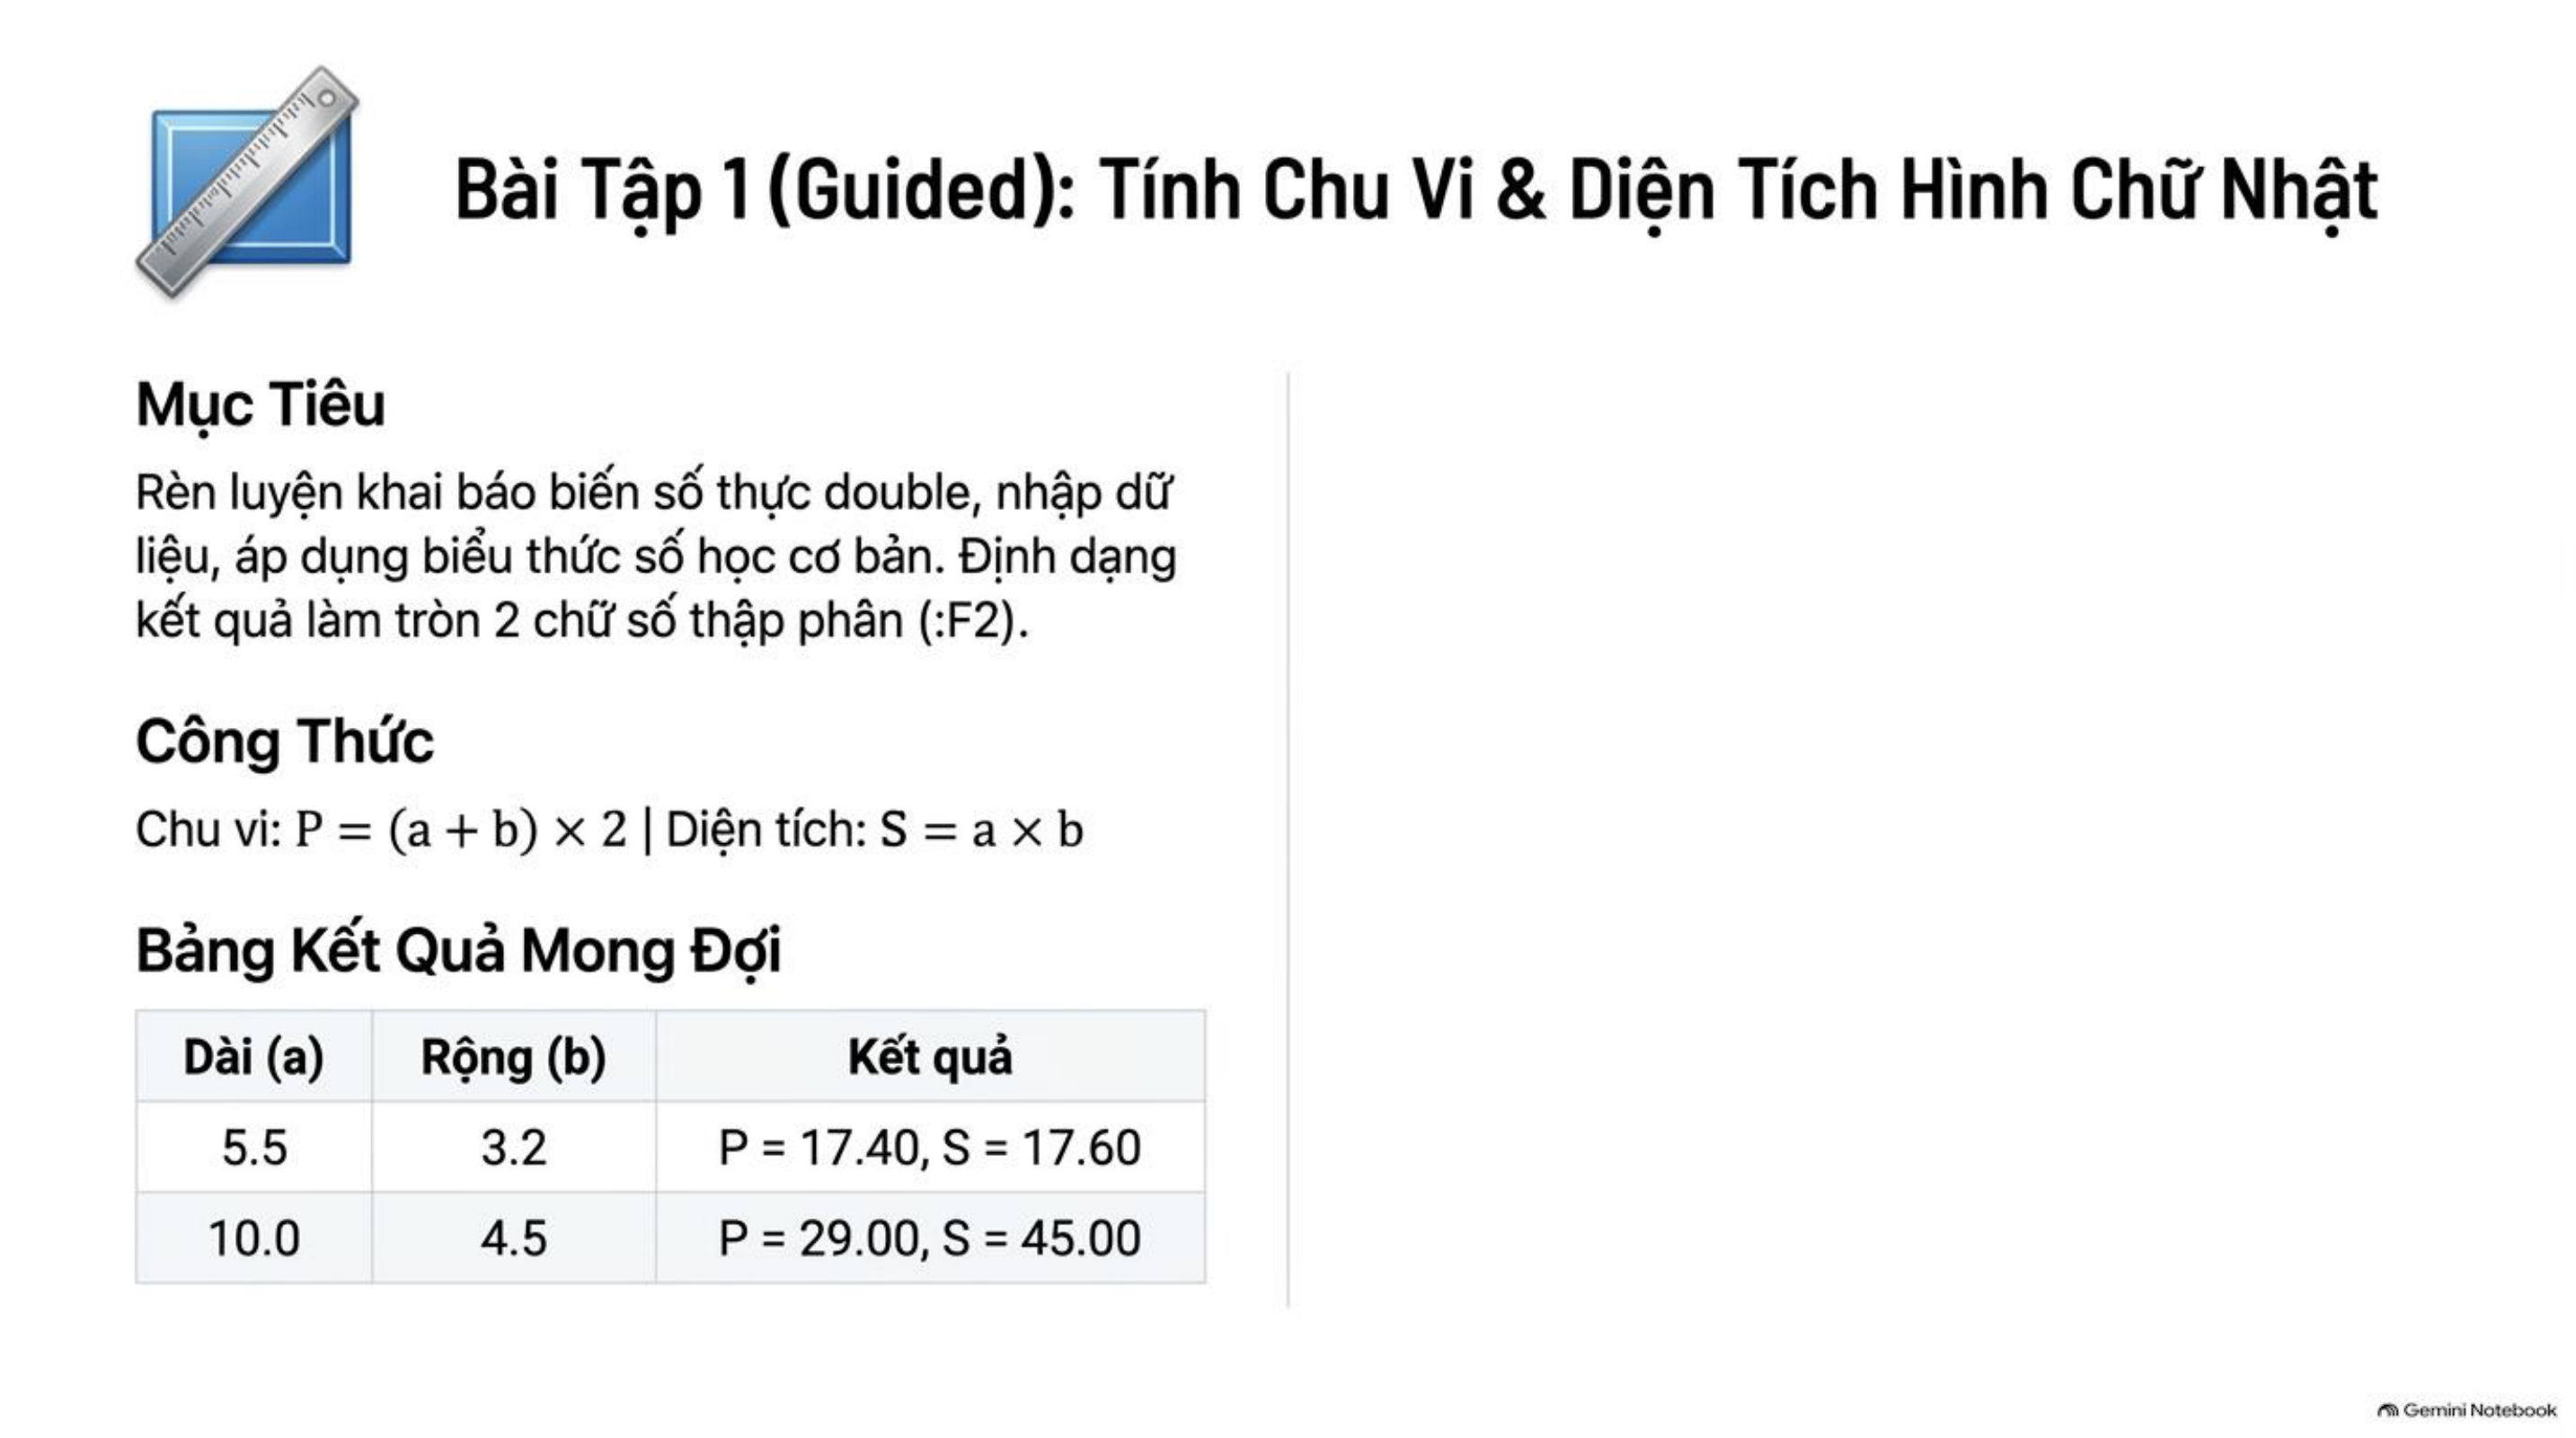 Bài Tập 1 (Guided): Tính Chu Vi & Diện Tích Hình Chữ Nhật
Mục Tiêu
Rèn luyện khai báo biến số thực double, nhập dữ
liệu, áp dụng biểu thức số học cơ bản. Định dạng
kết quả làm tròn 2 chữ số thập phân (:F2).
Công Thức
Chu vi: P = (a + b) × 2 | Diện tích: S = a × b
Bảng Kết Quả Mong Đợi
Dài (a) Rộng (b) Kết quả
5.5 3.2 P = 17.40, S = 17.60
10.0 4.5 P = 29.00, S = 45.00
Gemini Notebook